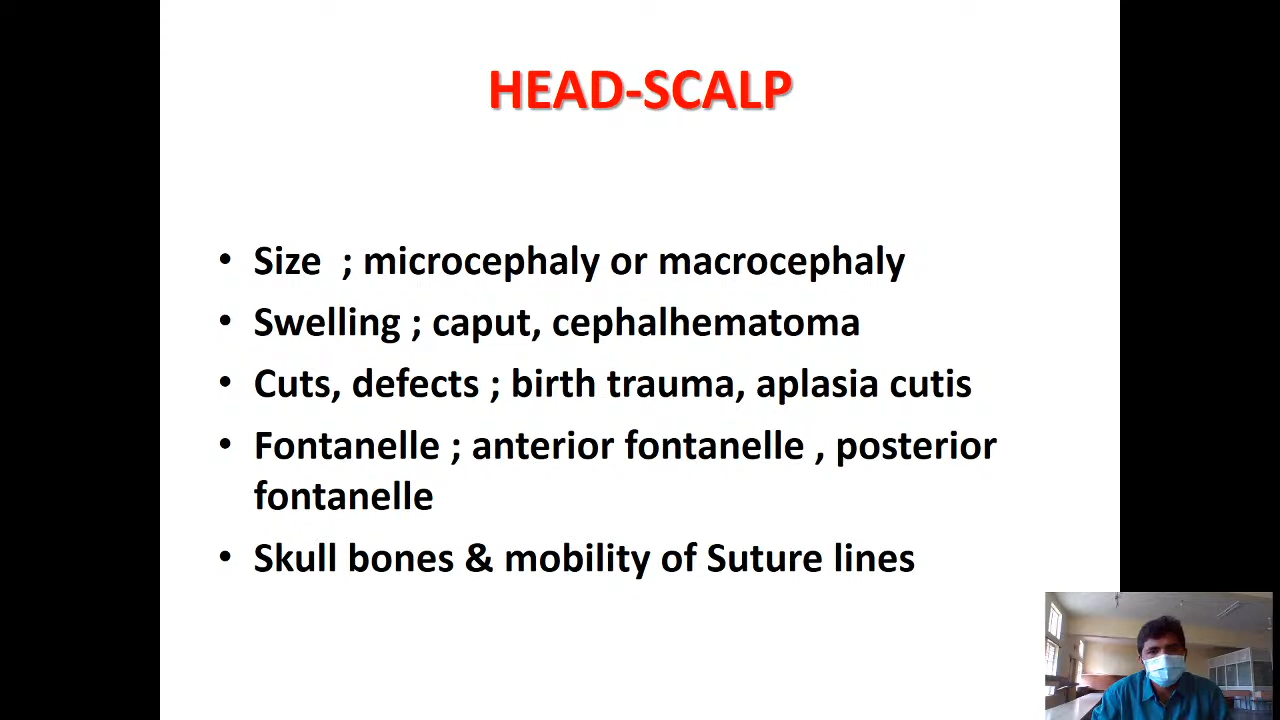 HEAD-SCALP
• Size ; microcephaly or macrocephaly
• Swelling ; caput, cephalhematoma
• Cuts, defects ; birth trauma, aplasia cutis
• Fontanelle ; anterior fontanelle , posterior
fontanelle
• Skull bones & mobility of Suture lines